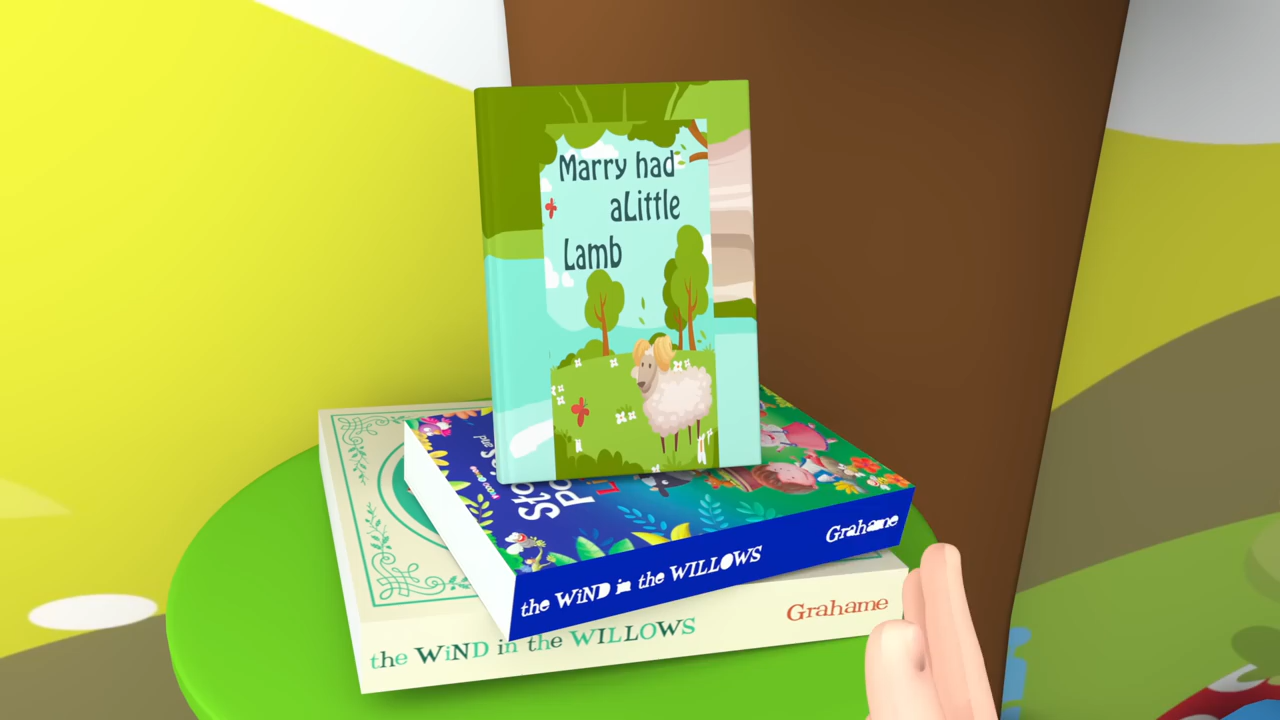 Marry had
aLittle
Lamb
the WiND in the WILLOWS
Grahame
the WiND in the WILLOWS
Grahame